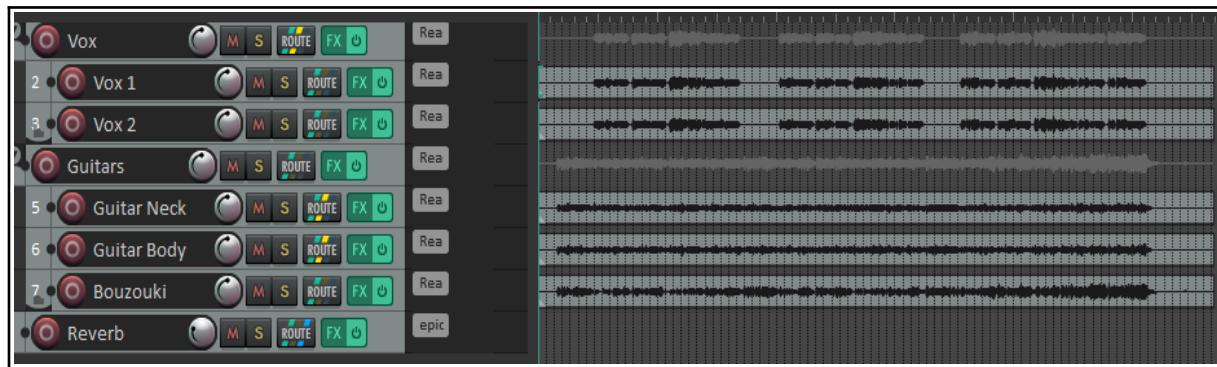 Vox M S ROUTE FX Rea
2 Vox 1 M S ROUTE FX Rea
3 Vox 2 M S ROUTE FX Rea
Guitars M S ROUTE FX Rea
5 Guitar Neck M S ROUTE FX Rea
6 Guitar Body M S ROUTE FX Rea
7 Bouzouki M S ROUTE FX Rea
Reverb M S ROUTE FX epic